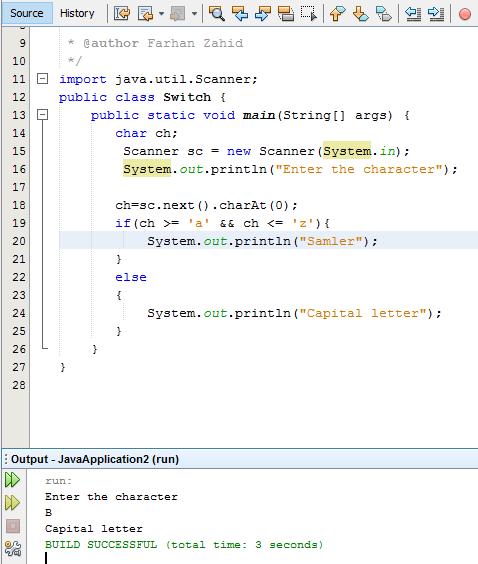 Source History
9 * @author Farhan Zahid
10 */
11 import java.util.Scanner;
12 public class Switch {
13 public static void main(String[] args) {
14 char ch;
15 Scanner sc = new Scanner(System.in);
16 System.out.println("Enter the character");
17
18 ch=sc.next().charAt(0);
19 if(ch >= 'a' && ch <= 'z'){
20 System.out.println("Samler");
21 }
22 else
23 {
24 System.out.println("Capital letter");
25 }
26 }
27 }
28
Output - JavaApplication2 (run)
run:
Enter the character
B
Capital letter
BUILD SUCCESSFUL (total time: 3 seconds)